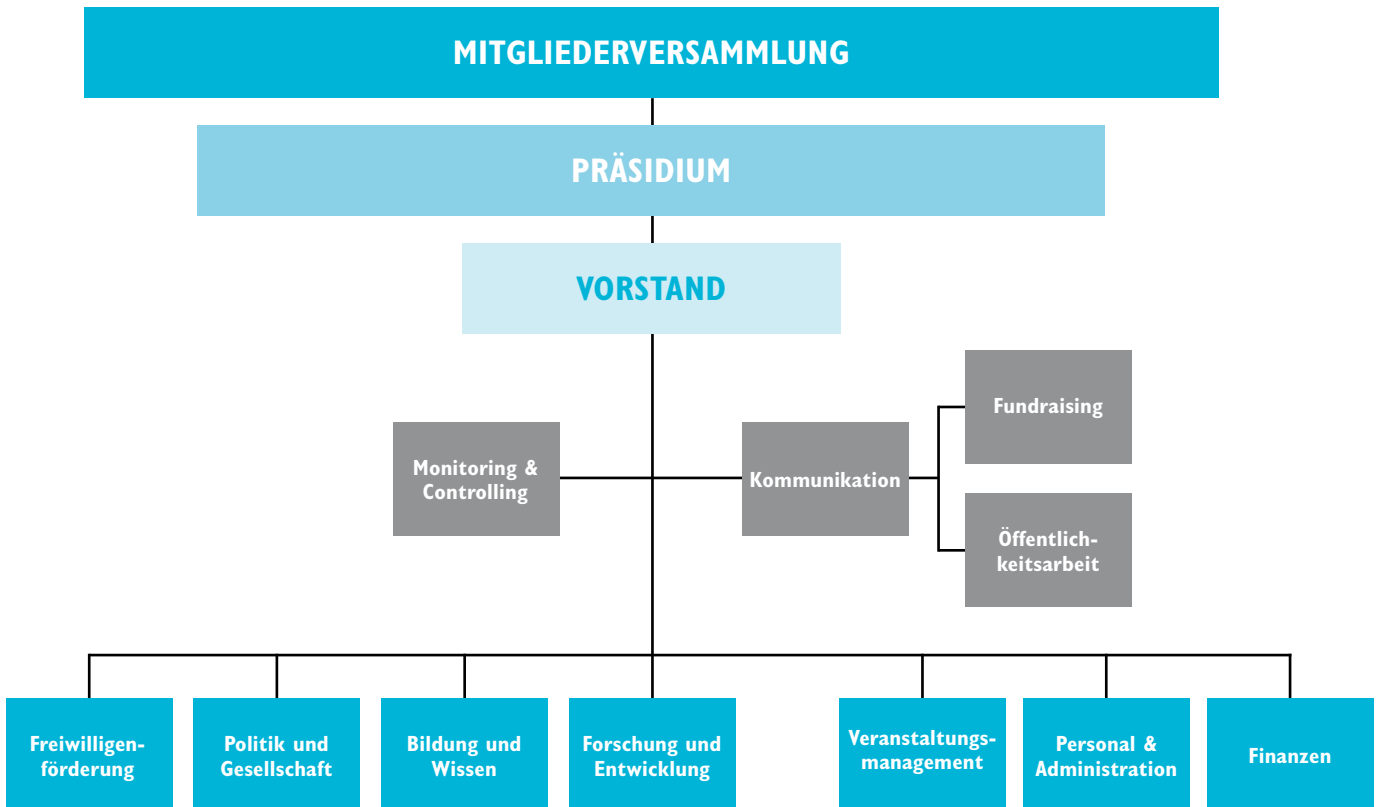 MITGLIEDERVERSAMMLUNG
PRÄSIDIUM
VORSTAND
Fundraising
Monitoring &
Controlling
Kommunikation
Öffentlich-
keitsarbeit
Freiwilligen-
förderung
Politik und
Gesellschaft
Bildung und
Wissen
Forschung und
Entwicklung
Veranstaltungs-
management
Personal &
Administration
Finanzen